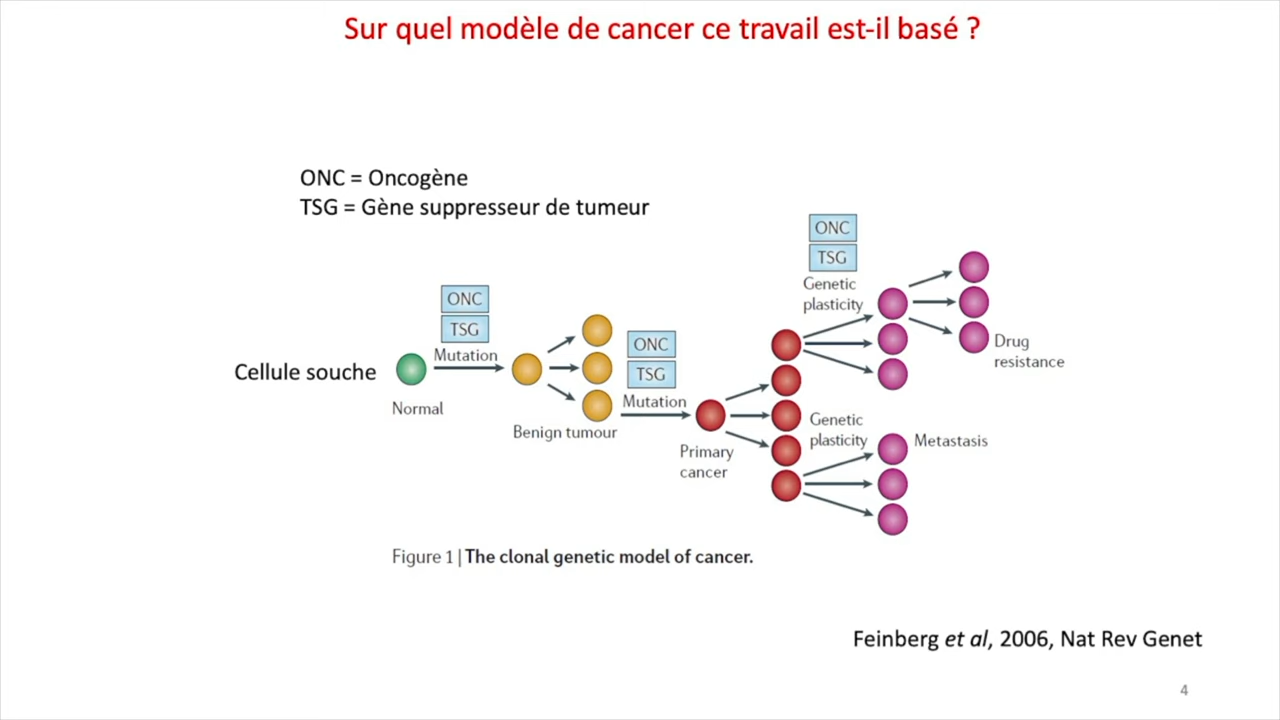 Sur quel modèle de cancer ce travail est-il basé ?
ONC = Oncogène
TSG = Gène suppresseur de tumeur
ONC
TSG
Mutation
Cellule souche
Normal
Benign tumour
ONC
TSG
Mutation
Primary
cancer
ONC
TSG
Genetic
plasticity
Drug
resistance
Genetic
plasticity
Metastasis
Figure 1 | The clonal genetic model of cancer.
Feinberg et al, 2006, Nat Rev Genet
4